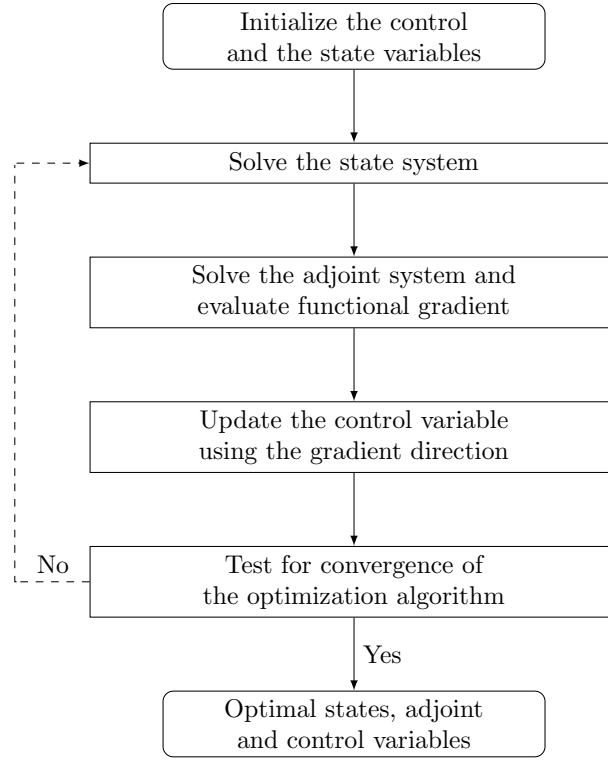 Initialize the control
and the state variables
Solve the state system
Solve the adjoint system and
evaluate functional gradient
Update the control variable
using the gradient direction
No
Test for convergence of
the optimization algorithm
Yes
Optimal states, adjoint
and control variables